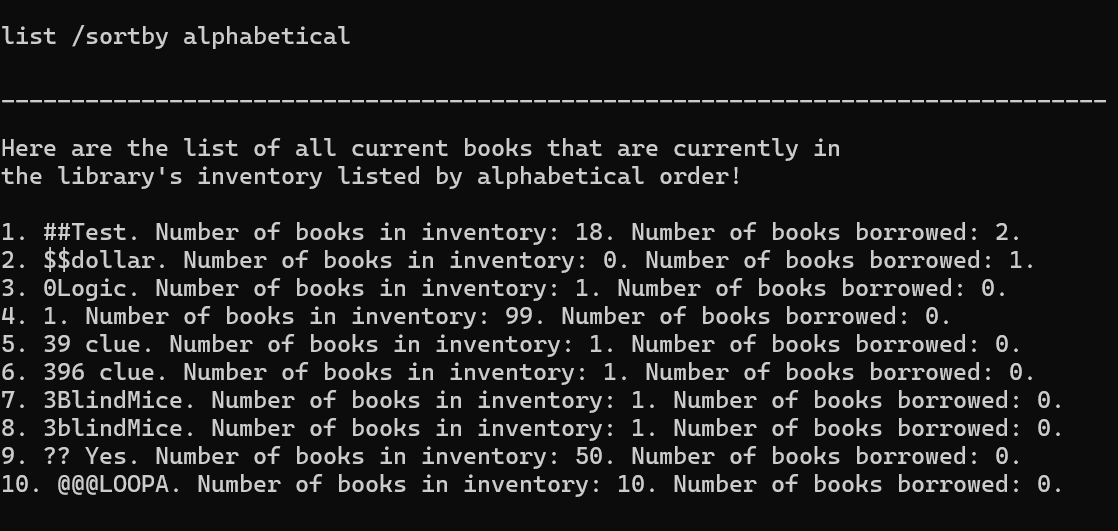 list /sortby alphabetical
________________________________________________________________________________
Here are the list of all current books that are currently in
the library's inventory listed by alphabetical order!
1. ##Test. Number of books in inventory: 18. Number of books borrowed: 2.
2. $$dollar. Number of books in inventory: 0. Number of books borrowed: 1.
3. 0Logic. Number of books in inventory: 1. Number of books borrowed: 0.
4. 1. Number of books in inventory: 99. Number of books borrowed: 0.
5. 39 clue. Number of books in inventory: 1. Number of books borrowed: 0.
6. 396 clue. Number of books in inventory: 1. Number of books borrowed: 0.
7. 3BlindMice. Number of books in inventory: 1. Number of books borrowed: 0.
8. 3blindMice. Number of books in inventory: 1. Number of books borrowed: 0.
9. ?? Yes. Number of books in inventory: 50. Number of books borrowed: 0.
10. @@@LOOPA. Number of books in inventory: 10. Number of books borrowed: 0.